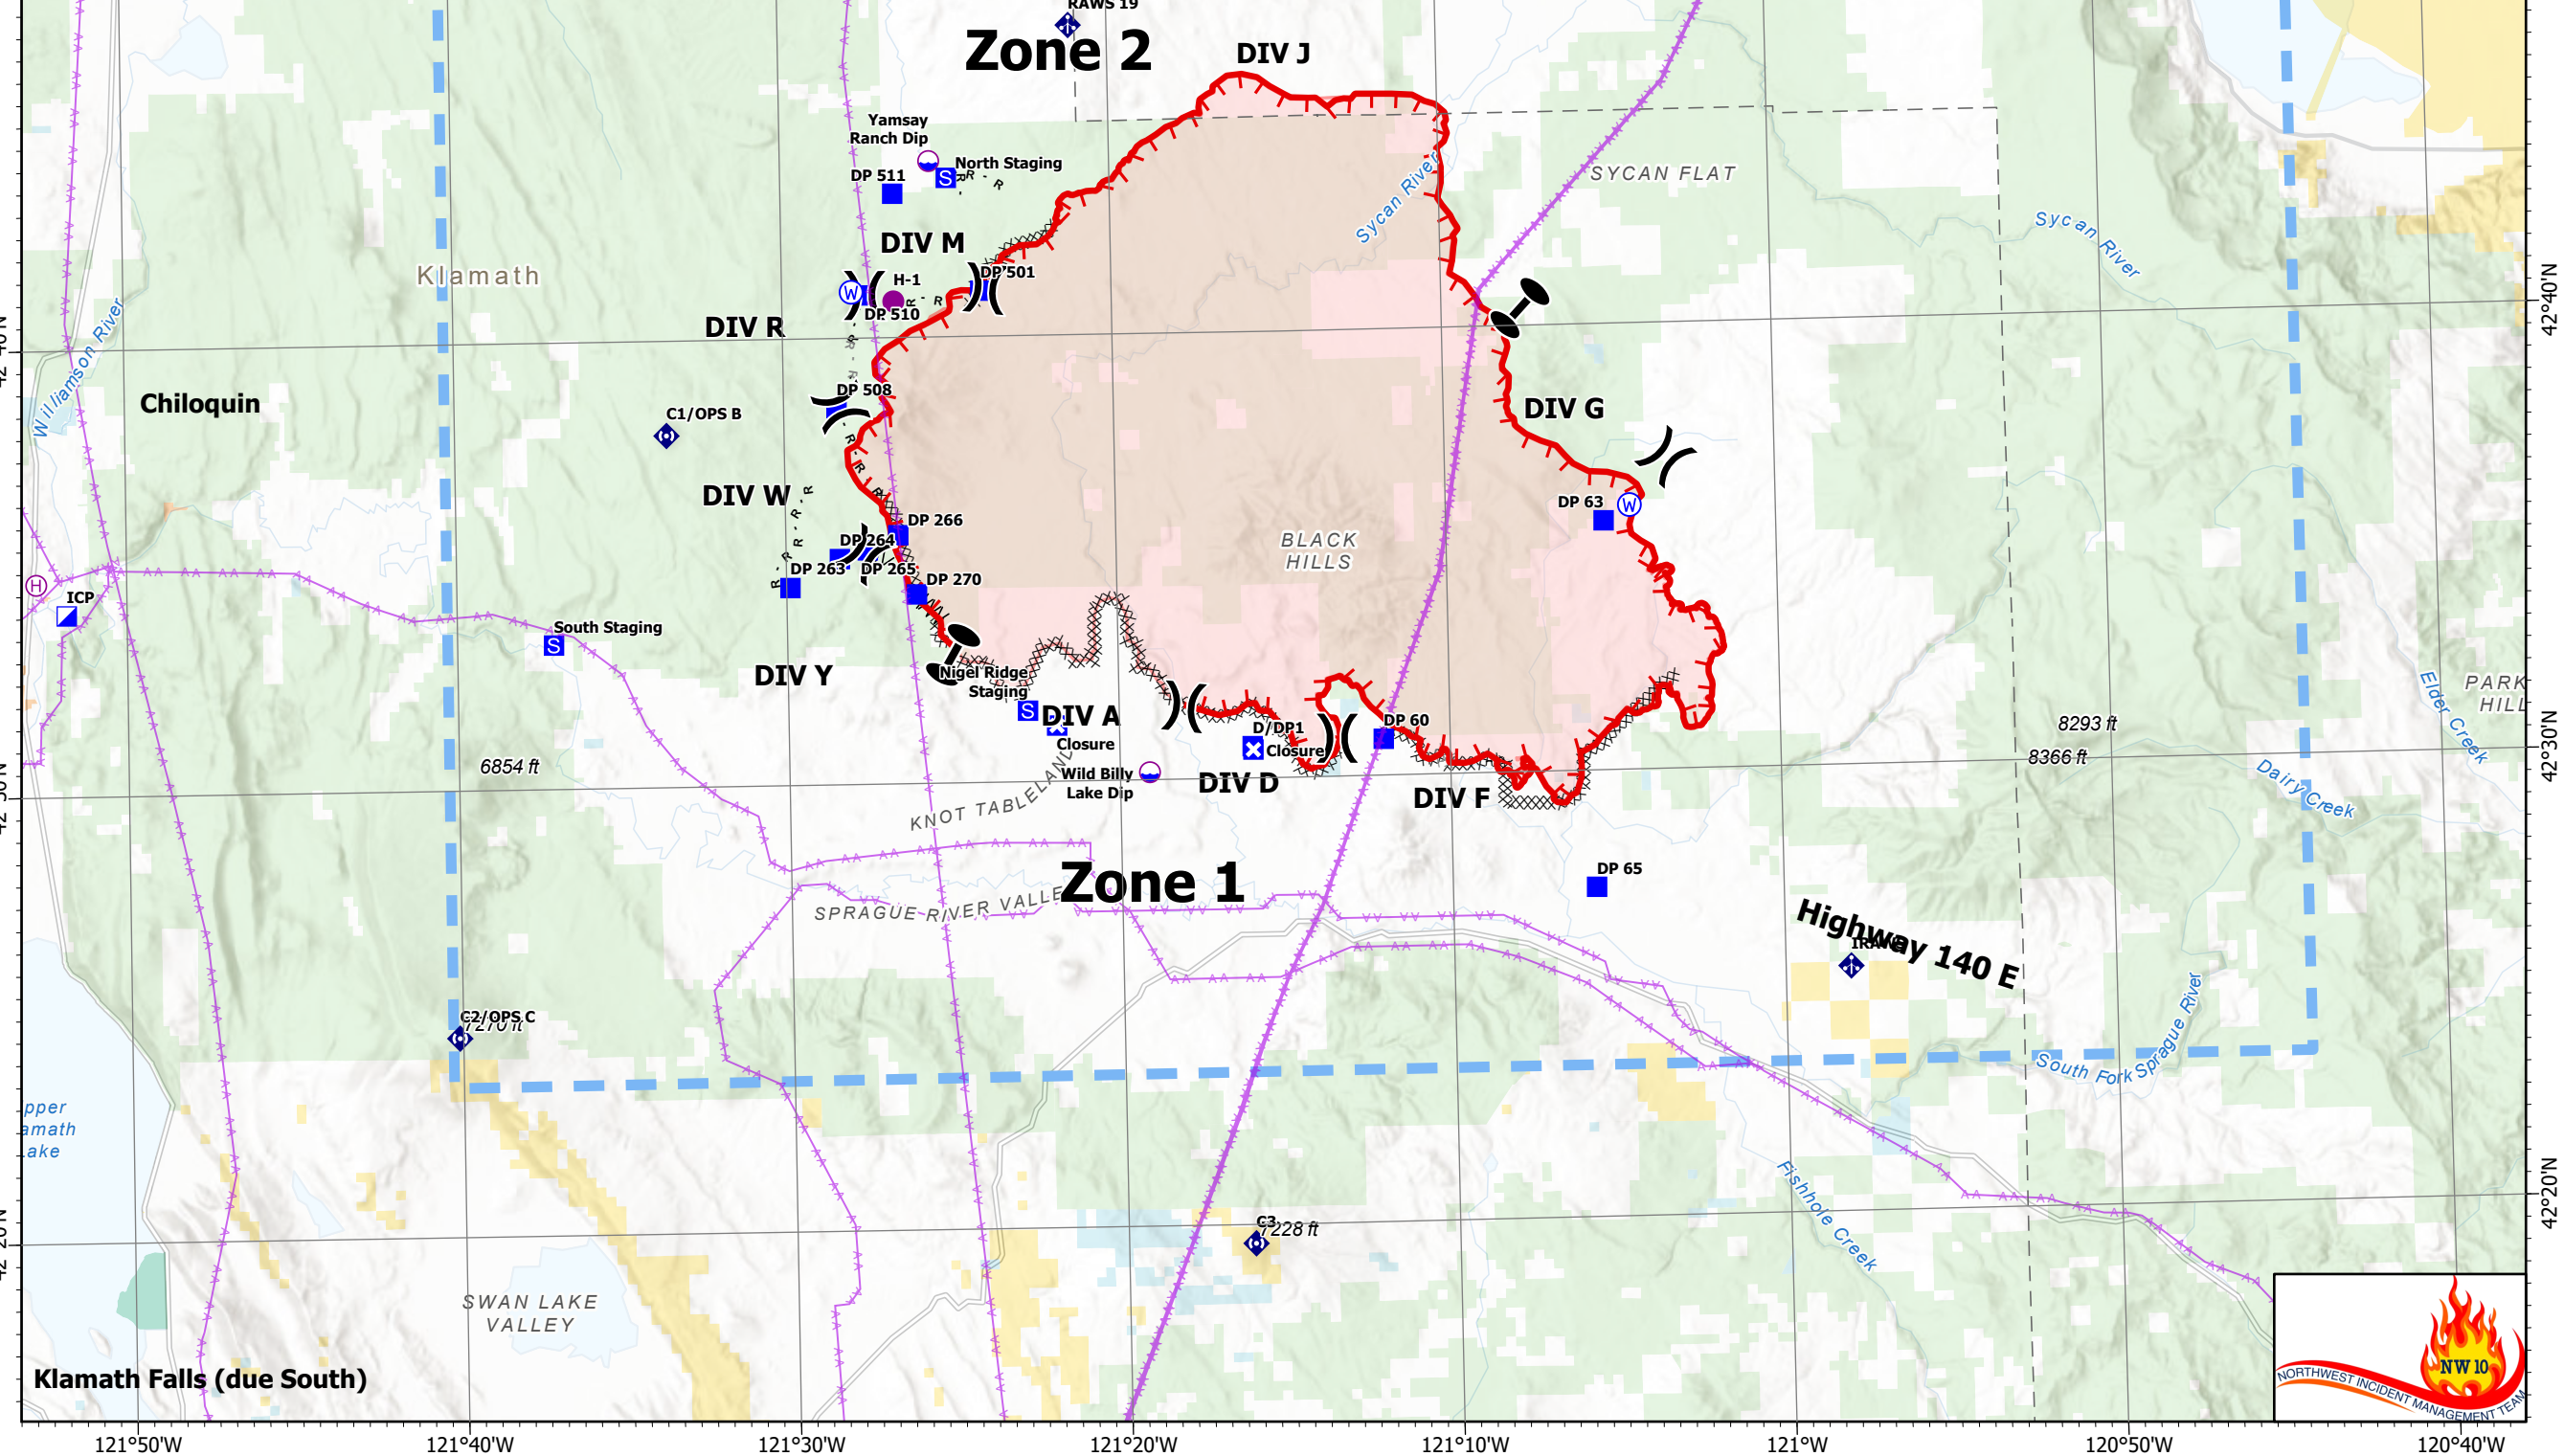 RAWS 19
Zone 2
DIV J
Yamsay
Ranch Dip
North Staging
DP 511
SYCAN FLAT
Sycan River
Sycan River
DIV M
Klamath
H-1
DP 501
W
DP 510
DIV R
42°40'N
Williamson River
Chiloquin
DP 508
C1/OPS B
DIV G
DIV W
DP 63
W
DP 266
DP 264
BLACK
HILLS
DP 263
DP 265
DP 270
H
ICP
South Staging
S
DIV Y
Nigel Ridge
Staging
S
DIV A
Closure
D/DP1
Closure
DP 60
PARK
HILL
Elder Creek
8293 ft
8366 ft
42°30'N
6854 ft
Wild Billy
Lake Dip
DIV D
DIV F
Dairy Creek
KNOT TABLELAND
Zone 1
DP 65
SPRAGUE RIVER VALLE
Highway 140 E
C2/OPS C
7270 ft
South Fork Sprague River
pper
amath
ake
Fishhole Creek
42°20'N
C3
7228 ft
SWAN LAKE
VALLEY
Klamath Falls (due South)
NW 10
NORTHWEST INCIDENT MANAGEMENT TEAM
121°50'W
121°40'W
121°30'W
121°20'W
121°10'W
121°W
120°50'W
120°40'W